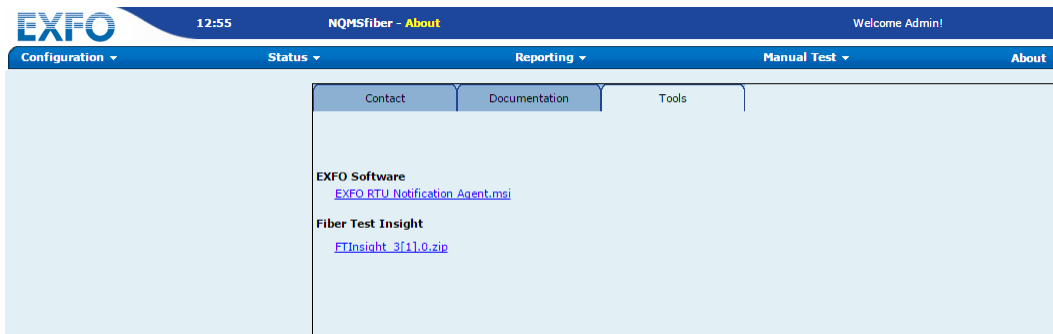 EXFO
12:55 NQMSfiber - About Welcome Admin!
Configuration Status Reporting Manual Test About
Contact Documentation Tools
EXFO Software
EXFO RTU Notification Agent.msi
Fiber Test Insight
FTInsight_3[1].0.zip